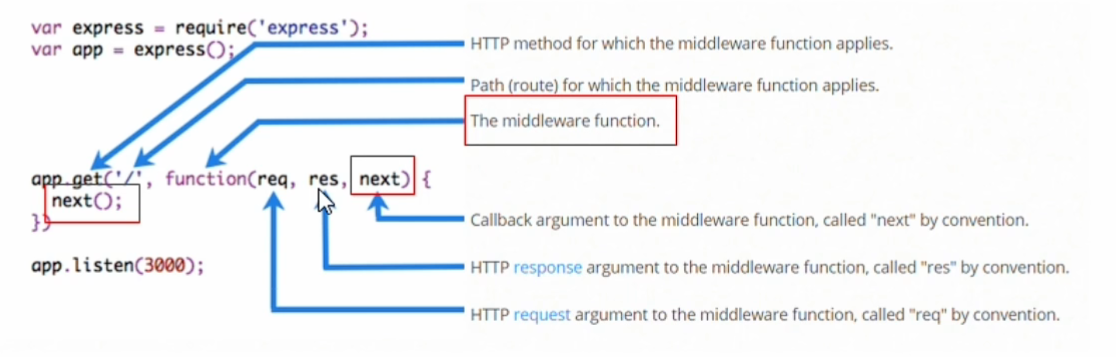 var express = require('express');
var app = express();
HTTP method for which the middleware function applies.
Path (route) for which the middleware function applies.
The middleware function.
app.get('/', function(req, res, next) {
next();
})
Callback argument to the middleware function, called "next" by convention.
app.listen(3000);
HTTP response argument to the middleware function, called "res" by convention.
HTTP request argument to the middleware function, called "req" by convention.